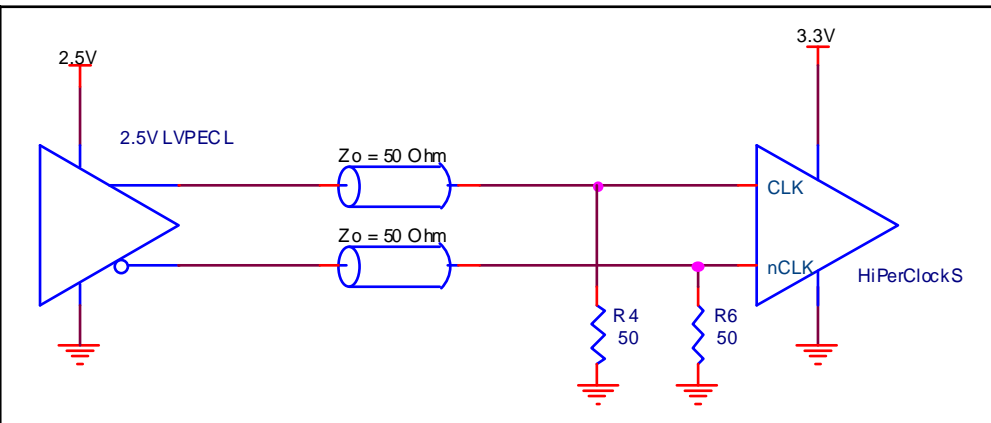 2.5V
3.3V
2.5V LVPECL
Zo = 50 Ohm
CLK
Zo = 50 Ohm
nCLK
HiPerClockS
R4
50
R6
50